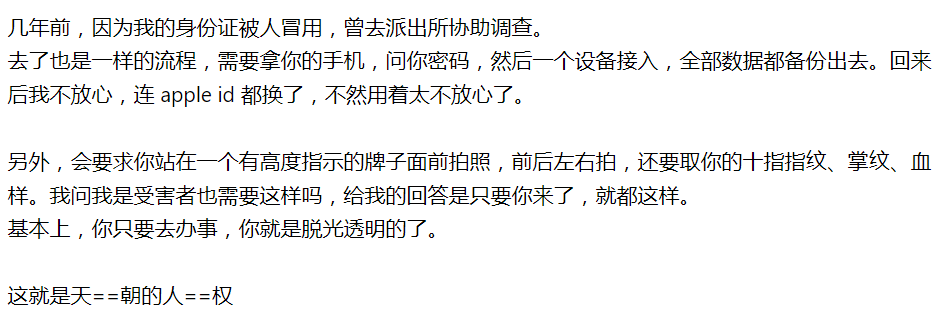 几年前，因为我的身份证被人冒用，曾去派出所协助调查。
去了也是一样的流程，需要拿你的手机，问你密码，然后一个设备接入，全部数据都备份出去。回来
后我不放心，连 apple id 都换了，不然用着太不放心了。
另外，会要求你站在一个有高度指示的牌子面前拍照，前后左右拍，还要取你的十指指纹、掌纹、血
样。我问我是受害者也需要这样吗，给我的回答是只要你来了，就都这样。
基本上，你只要去办事，你就是脱光透明的了。
这就是天==朝的人==权